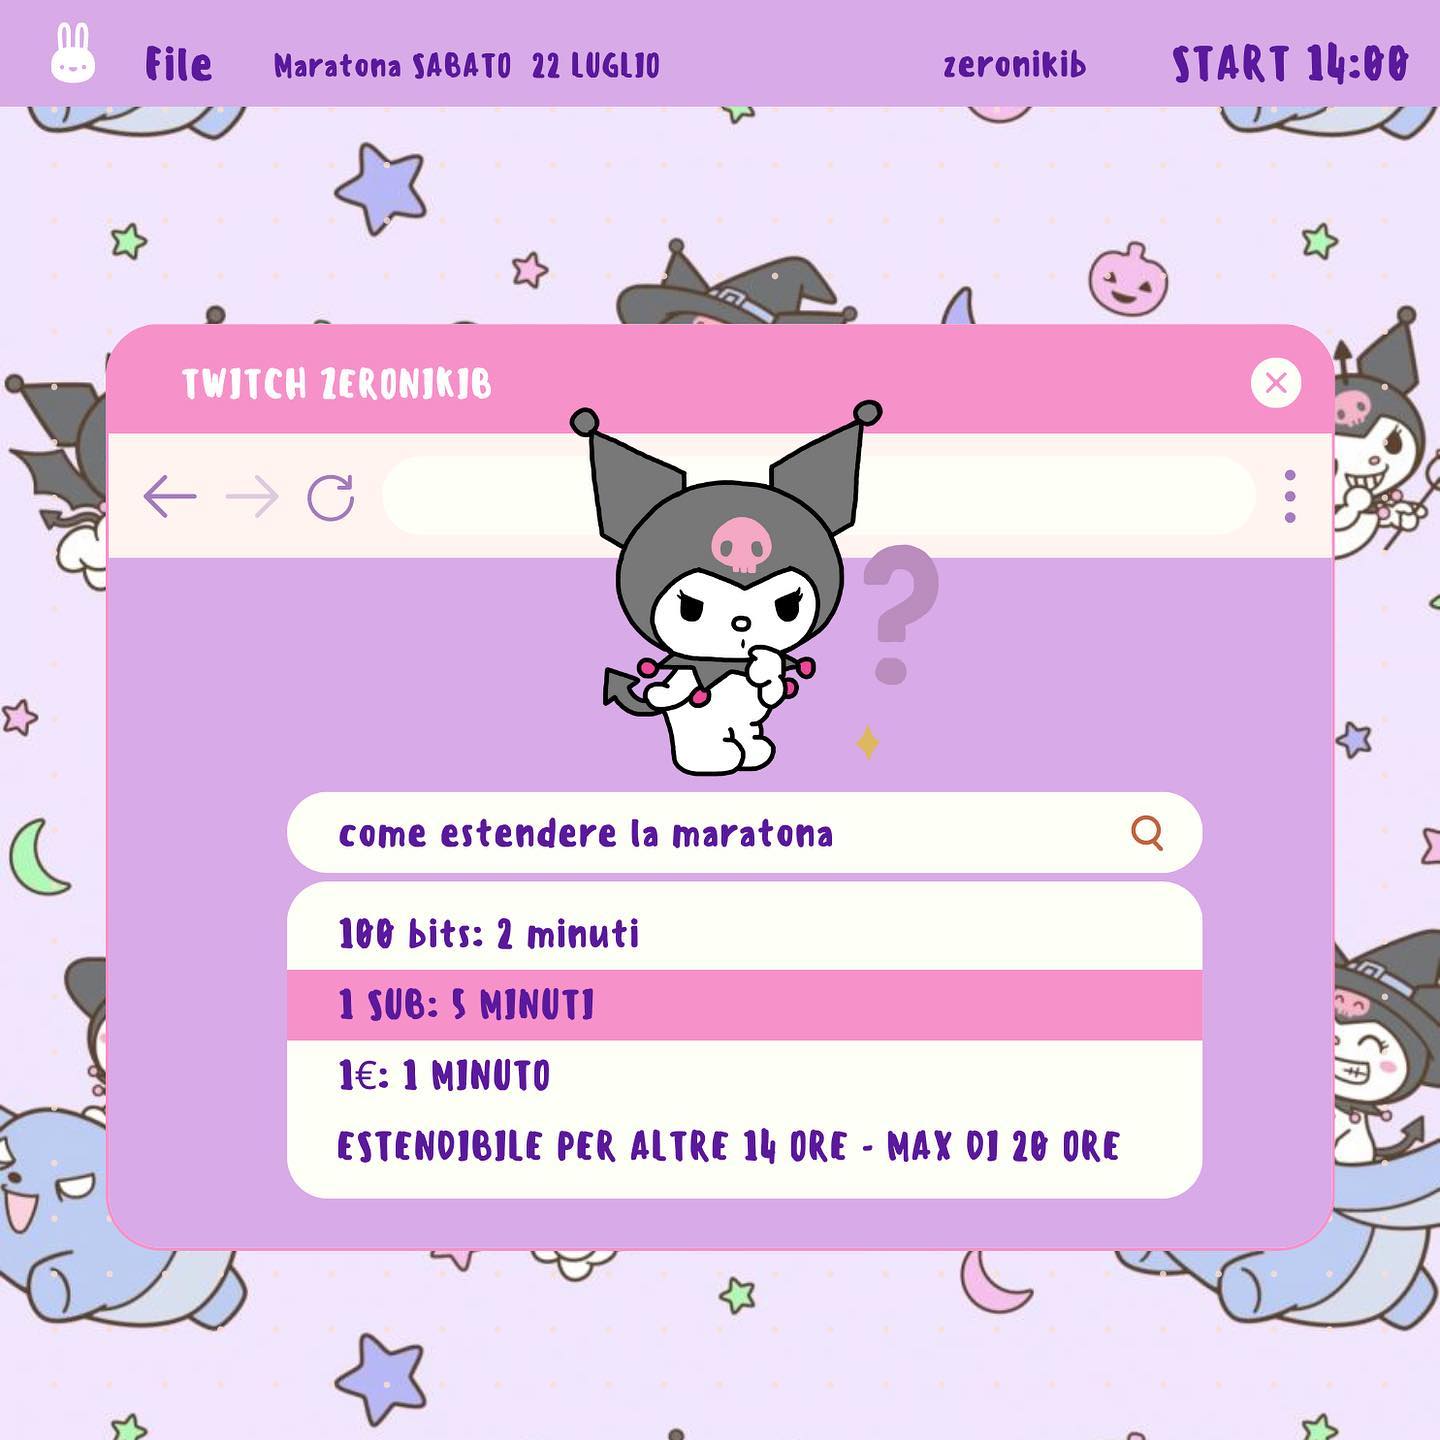 File
Maratona SABATO 22 LUGLIO
zeronikib
START 14:00
TWITCH ZERONIKIB
?
come estendere la maratona
100 bits: 2 minuti
1 SUB: 5 MINUTI
1€: 1 MINUTO
ESTENDIBILE PER ALTRE 14 ORE - MAX DI 20 ORE